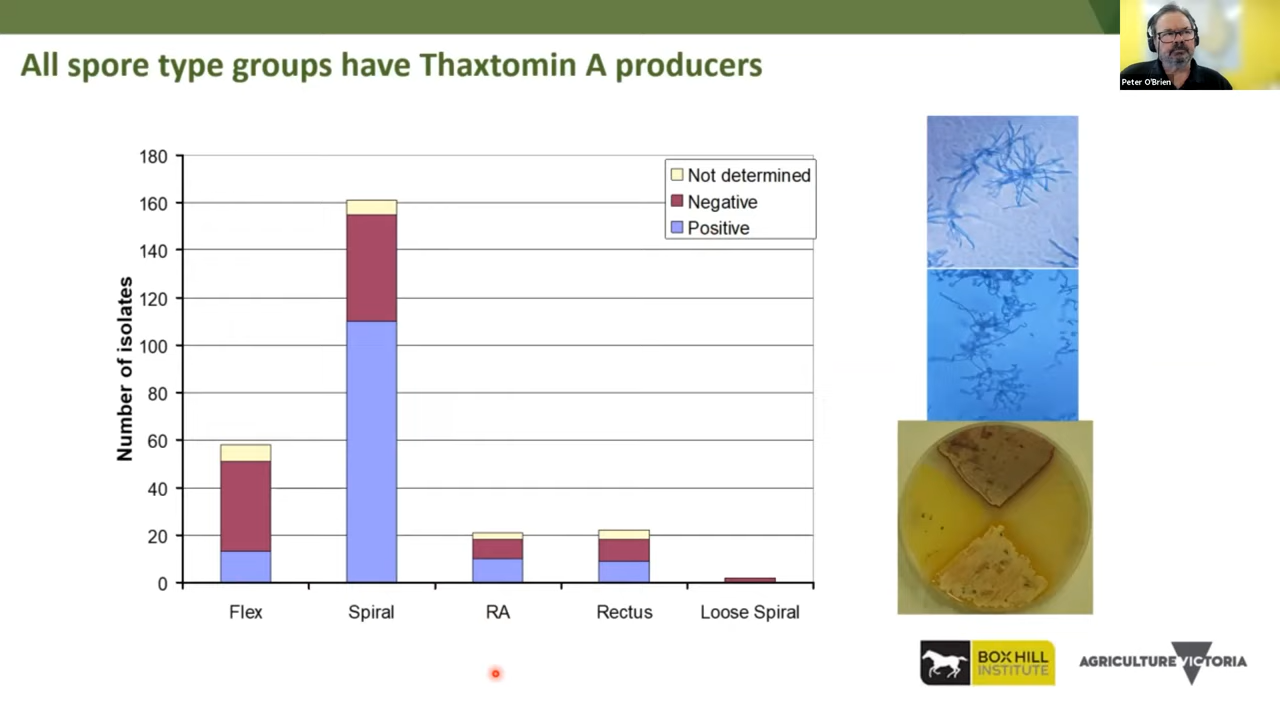 All spore type groups have Thaxtomin A producers
Peter O'Brien
180
160
140
120
100
80
60
40
20
0
Number of isolates
Not determined
Negative
Positive
Flex
Spiral
RA
Rectus
Loose Spiral
BOX HILL
INSTITUTE
AGRICULTURE VICTORIA